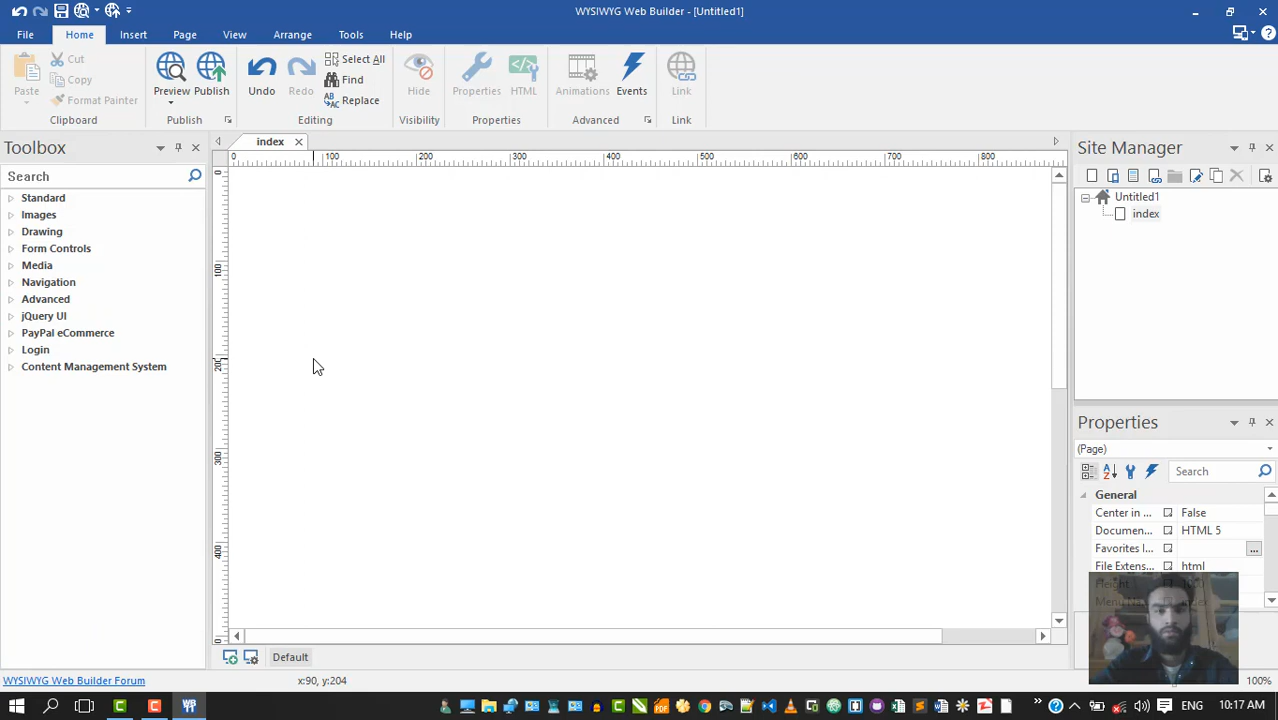 WYSIWYG Web Builder - [Untitled1]
File Home Insert Page View Arrange Tools Help
Paste
Cut
Copy
Format Painter
Clipboard
Preview
Publish
Publish
Undo
Redo
Select All
Find
Replace
Editing
Hide
Visibility
Properties
HTML
Properties
Animations
Events
Advanced
Link
Link
Toolbox
Search
Standard
Images
Drawing
Form Controls
Media
Navigation
Advanced
jQuery UI
PayPal eCommerce
Login
Content Management System
index
0 100 200 300 400 500 600 700 800
0
100
200
300
400
Default
Site Manager
Untitled1
index
Properties
(Page)
Search
General
Center in ... False
Documen... HTML 5
Favorites I... ...
File Extens... html
Height
WYSIWYG Web Builder Forum
x:90, y:204
100%
ENG 10:17 AM